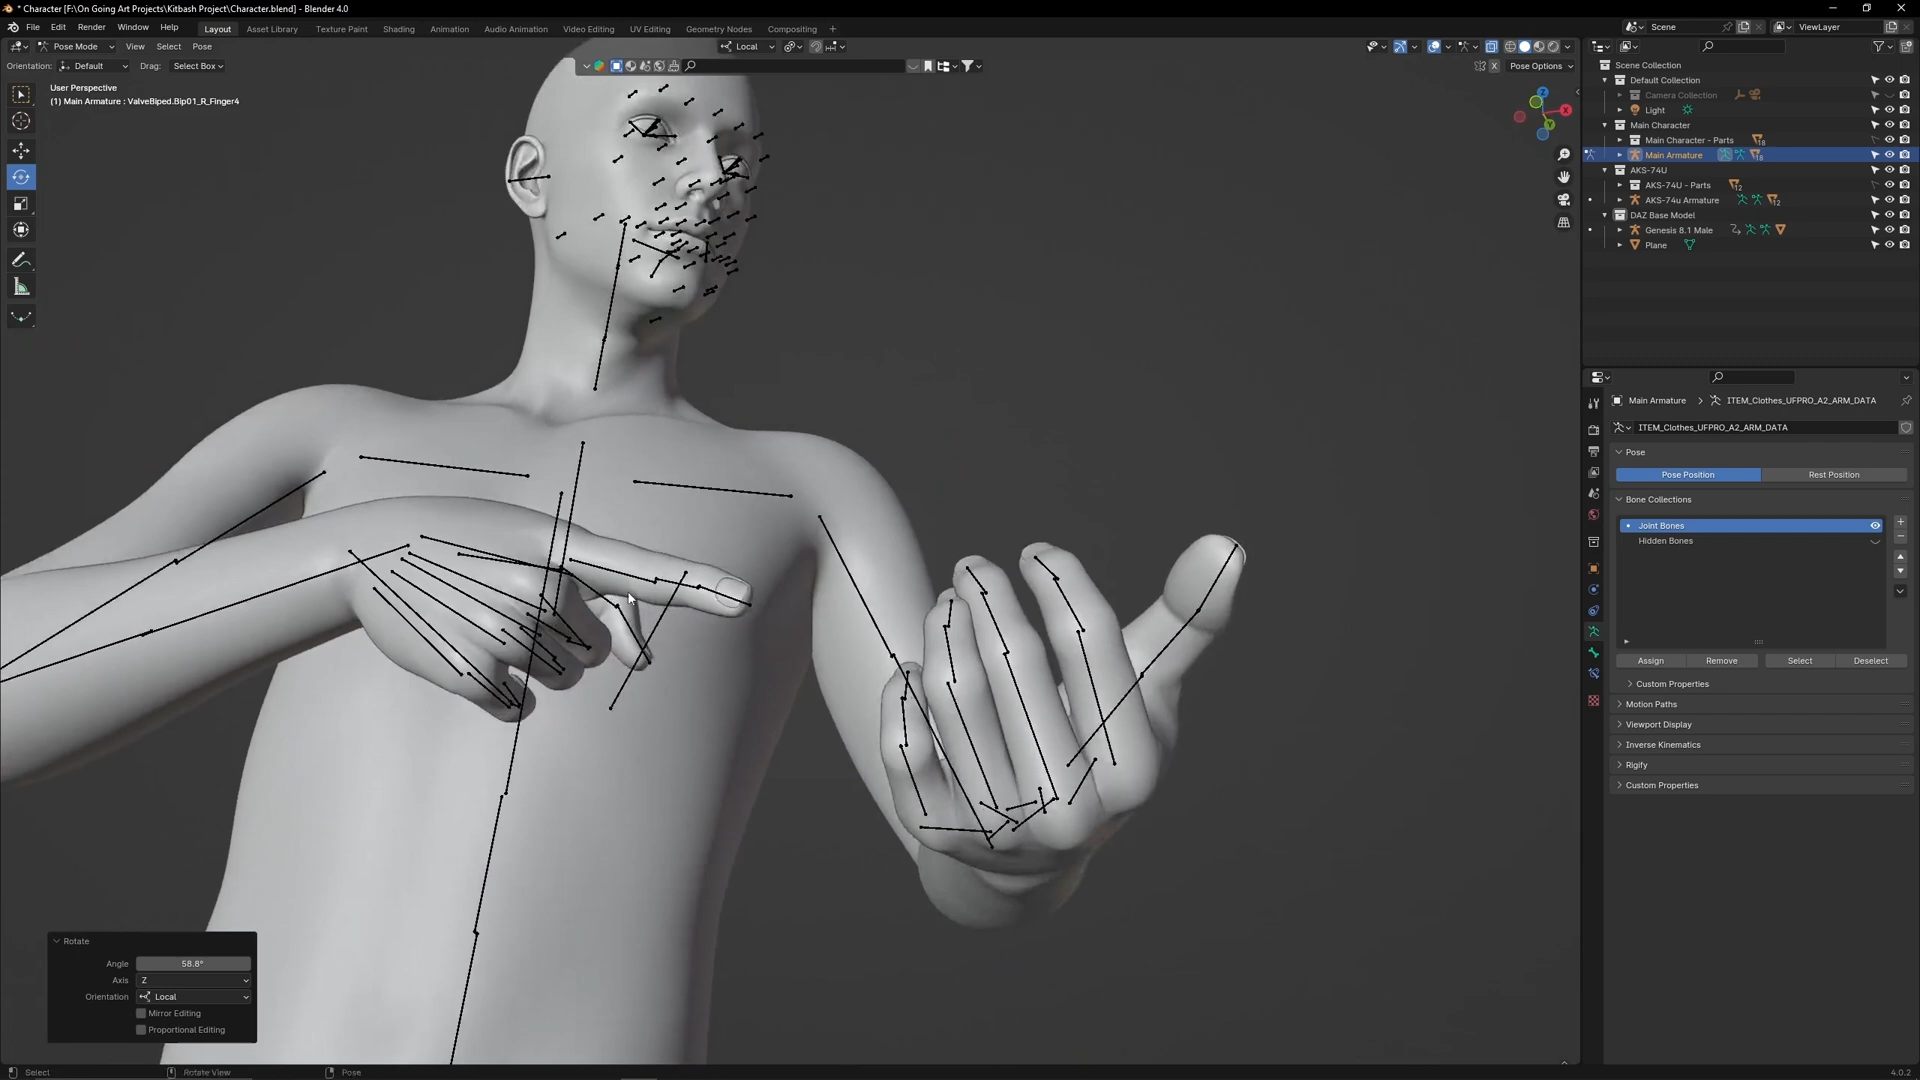 * Character [F:\On Going Art Projects\Kitbash Project\Character.blend] - Blender 4.0
File Edit Render Window Help Layout Asset Library Texture Paint Shading Animation Audio Animation Video Editing UV Editing Geometry Nodes Compositing + Scene ViewLayer
Pose Mode View Select Pose Local
Orientation: Default Drag: Select Box X Pose Options
User Perspective
(1) Main Armature : ValveBiped.Bip01_R_Finger4
Z
X
Y
Scene Collection
Default Collection
Camera Collection
Light
Main Character
Main Character - Parts 18
Main Armature 18
AKS-74U
AKS-74U - Parts 12
AKS-74u Armature 12
DAZ Base Model
Genesis 8.1 Male
Plane
Main Armature > ITEM_Clothes_UFPRO_A2_ARM_DATA
ITEM_Clothes_UFPRO_A2_ARM_DATA
Pose
Pose Position Rest Position
Bone Collections
Joint Bones
Hidden Bones
Assign Remove Select Deselect
Custom Properties
Motion Paths
Viewport Display
Inverse Kinematics
Rigify
Custom Properties
Rotate
Angle 58.8°
Axis Z
Orientation Local
Mirror Editing
Proportional Editing
Select Rotate View Pose 4.0.2